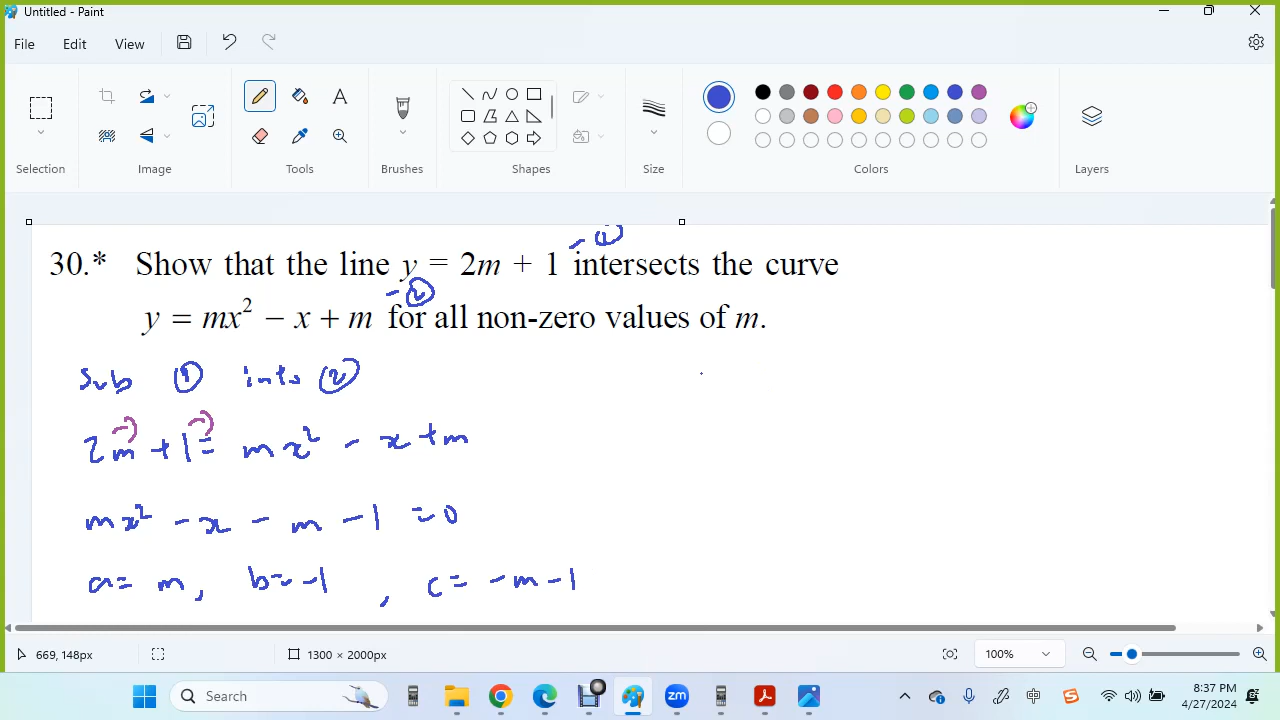 Untitled - Paint
File Edit View
Selection Image Tools Brushes Shapes Size Colors Layers
- ①
30.* Show that the line y = 2m + 1 intersects the curve
- ②
y = mx² − x + m for all non-zero values of m.
Sub ① into ②
2m + 1 = mx² - x + m
mx² - x - m - 1 = 0
a = m, b = -1, c = -m - 1
669, 148px 1300 × 2000px 100%
Search zm 中 S 8:37 PM
4/27/2024